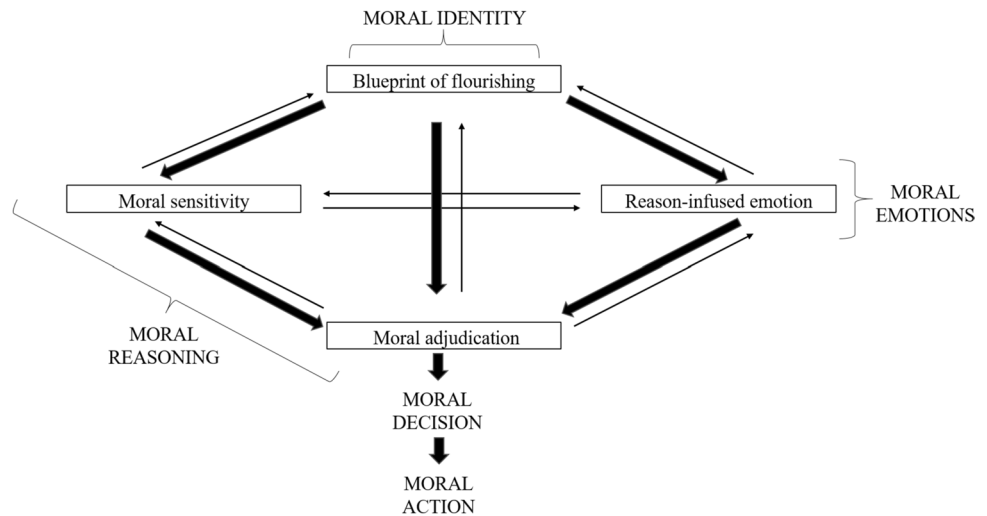 MORAL IDENTITY
Blueprint of flourishing
Moral sensitivity
Reason-infused emotion
MORAL
EMOTIONS
Moral adjudication
MORAL
REASONING
MORAL
DECISION
MORAL
ACTION